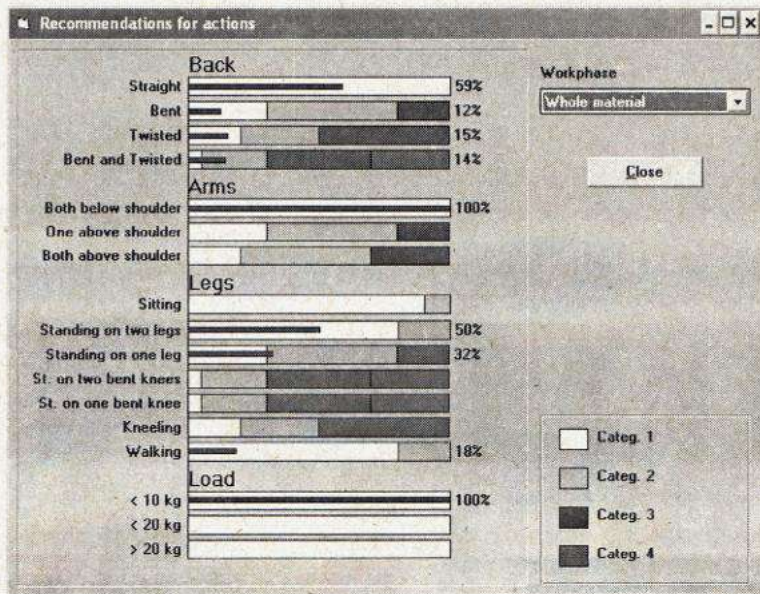 Recommendations for actions
Back
Straight 59%
Bent 12%
Twisted 15%
Bent and Twisted 14%
Arms
Both below shoulder 100%
One above shoulder
Both above shoulder
Legs
Sitting
Standing on two legs 50%
Standing on one leg 32%
St. on two bent knees
St. on one bent knee
Kneeling
Walking 18%
Load
< 10 kg 100%
< 20 kg
> 20 kg
Workphase
Whole material
Close
Categ. 1
Categ. 2
Categ. 3
Categ. 4